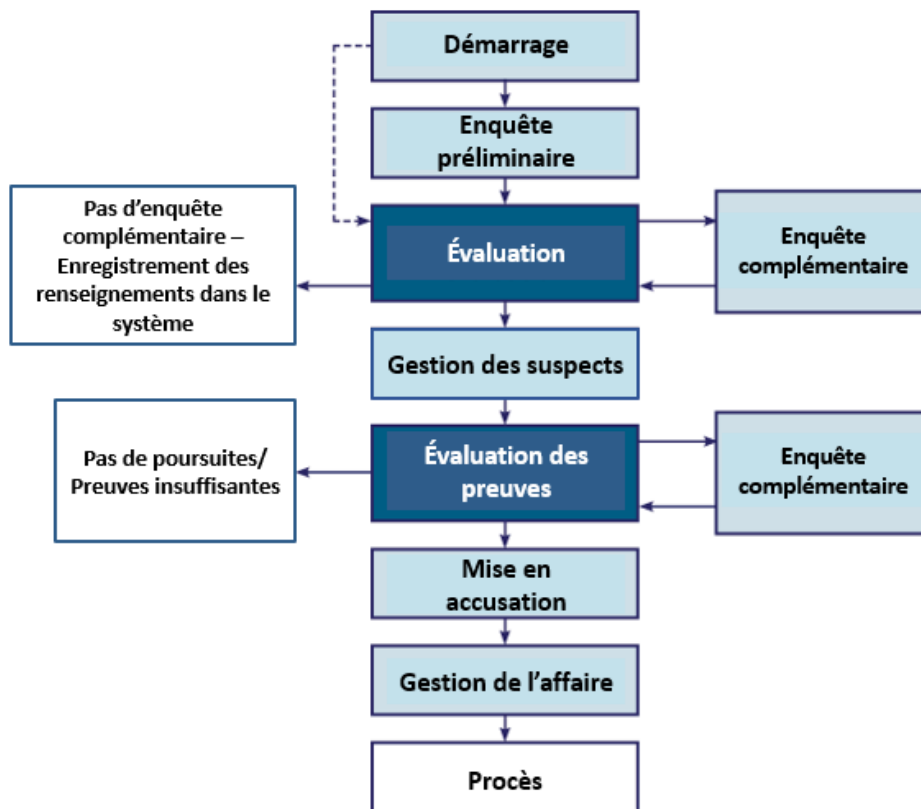 Démarrage
Enquête
préliminaire
Pas d’enquête
complémentaire –
Enregistrement des
renseignements dans le
système
Évaluation
Enquête
complémentaire
Gestion des suspects
Pas de poursuites/
Preuves insuffisantes
Évaluation des
preuves
Enquête
complémentaire
Mise en
accusation
Gestion de l’affaire
Procès